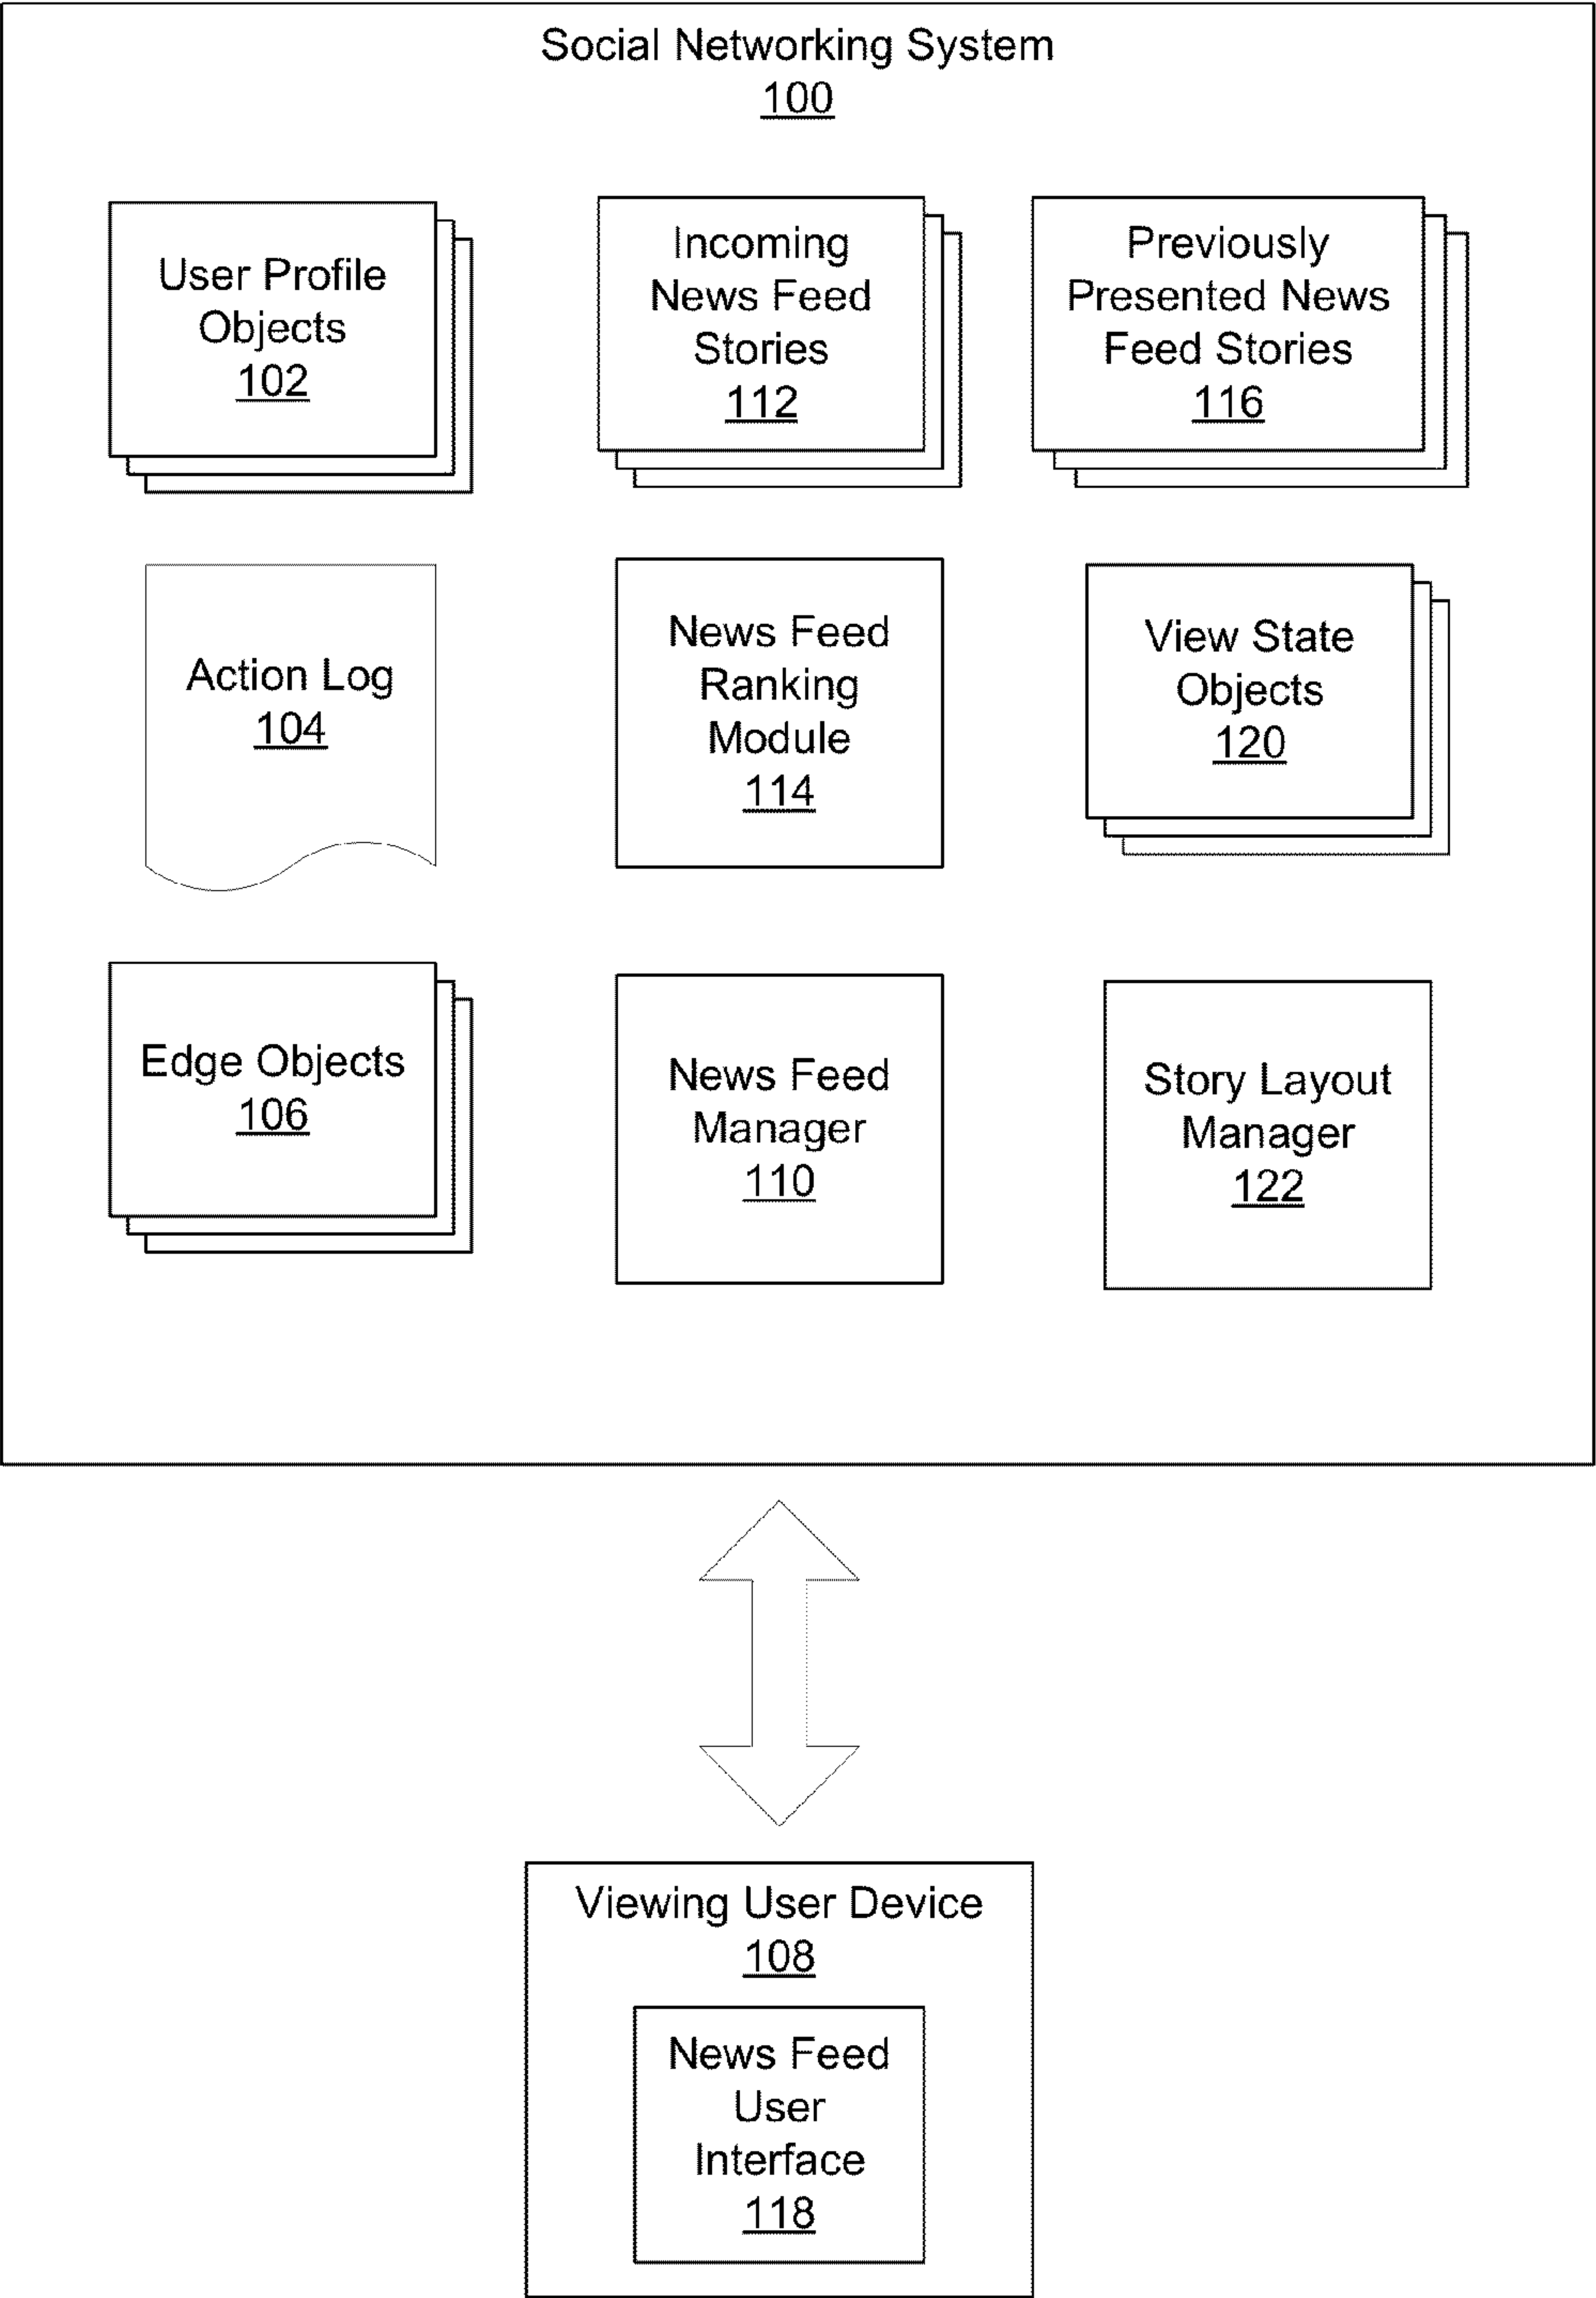 Social Networking System
100
User Profile
Objects
102
Incoming
News Feed
Stories
112
Previously
Presented News
Feed Stories
116
Action Log
104
News Feed
Ranking
Module
114
View State
Objects
120
Edge Objects
106
News Feed
Manager
110
Story Layout
Manager
122
Viewing User Device
108
News Feed
User
Interface
118